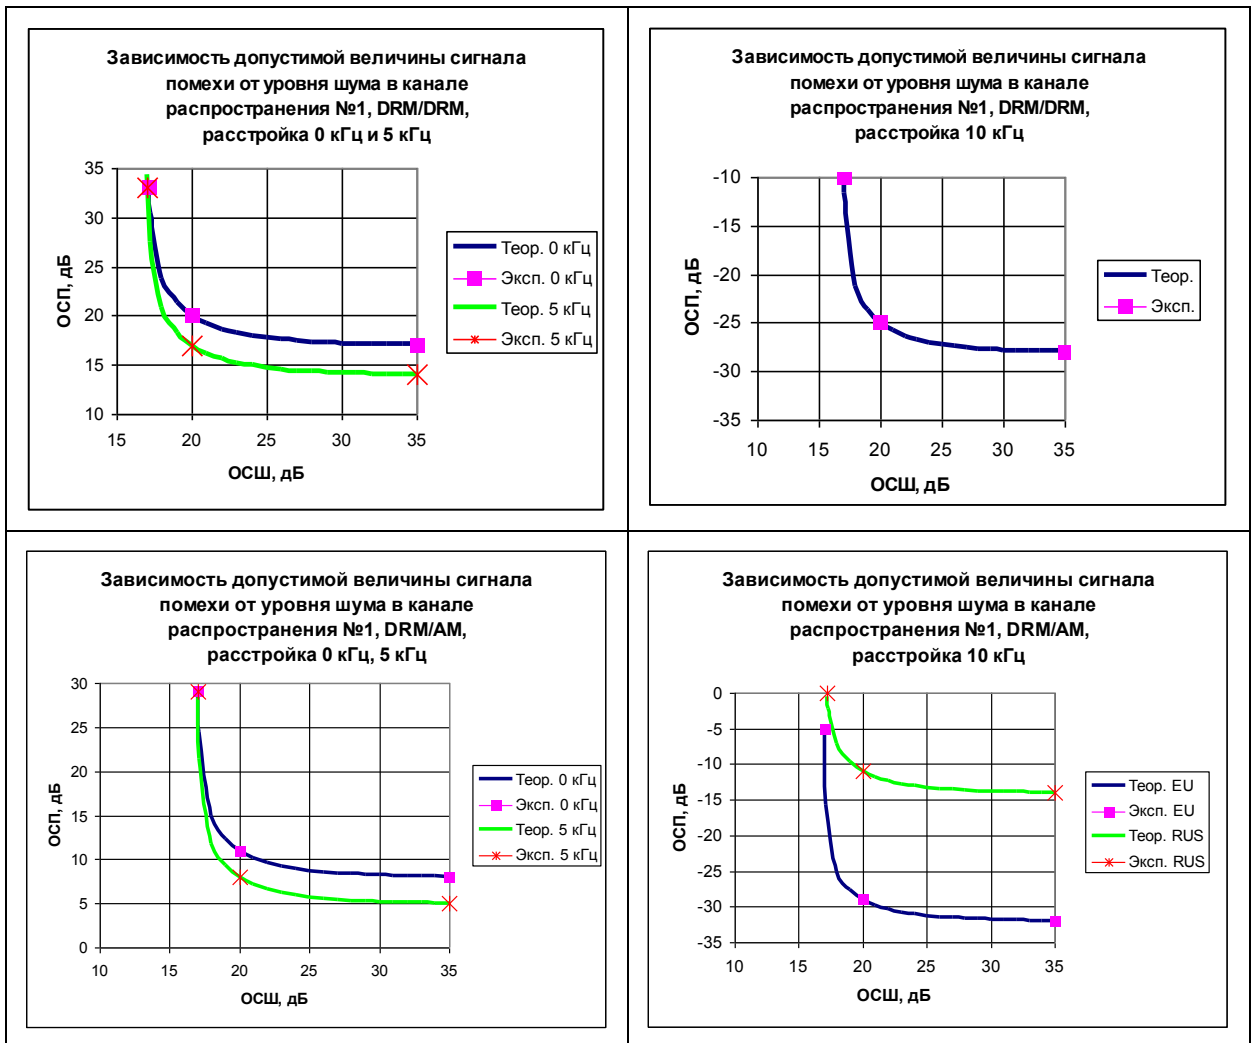 Зависимость допустимой величины сигнала
помехи от уровня шума в канале
распространения №1, DRM/DRM,
расстройка 0 кГц и 5 кГц
35
30
25
20
15
10
ОСП, дБ
15 20 25 30 35
ОСШ, дБ
Теор. 0 кГц
Эксп. 0 кГц
Теор. 5 кГц
Эксп. 5 кГц
Зависимость допустимой величины сигнала
помехи от уровня шума в канале
распространения №1, DRM/DRM,
расстройка 10 кГц
-10
-15
-20
-25
-30
-35
ОСП, дБ
10 15 20 25 30 35
ОСШ, дБ
Теор.
Эксп.
Зависимость допустимой величины сигнала
помехи от уровня шума в канале
распространения №1, DRM/AM,
расстройка 0 кГц, 5 кГц
30
25
20
15
10
5
0
ОСП, дБ
10 15 20 25 30 35
ОСШ, дБ
Теор. 0 кГц
Эксп. 0 кГц
Теор. 5 кГц
Эксп. 5 кГц
Зависимость допустимой величины сигнала
помехи от уровня шума в канале
распространения №1, DRM/AM,
расстройка 10 кГц
0
-5
-10
-15
-20
-25
-30
-35
ОСП, дБ
10 15 20 25 30 35
ОСШ, дБ
Теор. EU
Эксп. EU
Теор. RUS
Эксп. RUS